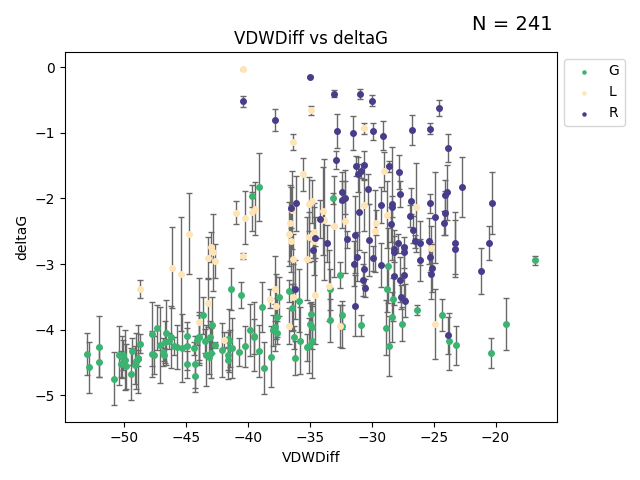 N = 241
VDWDiff vs deltaG
G
L
R
0
−1
−2
−3
−4
−5
deltaG
−50 −45 −40 −35 −30 −25 −20
VDWDiff